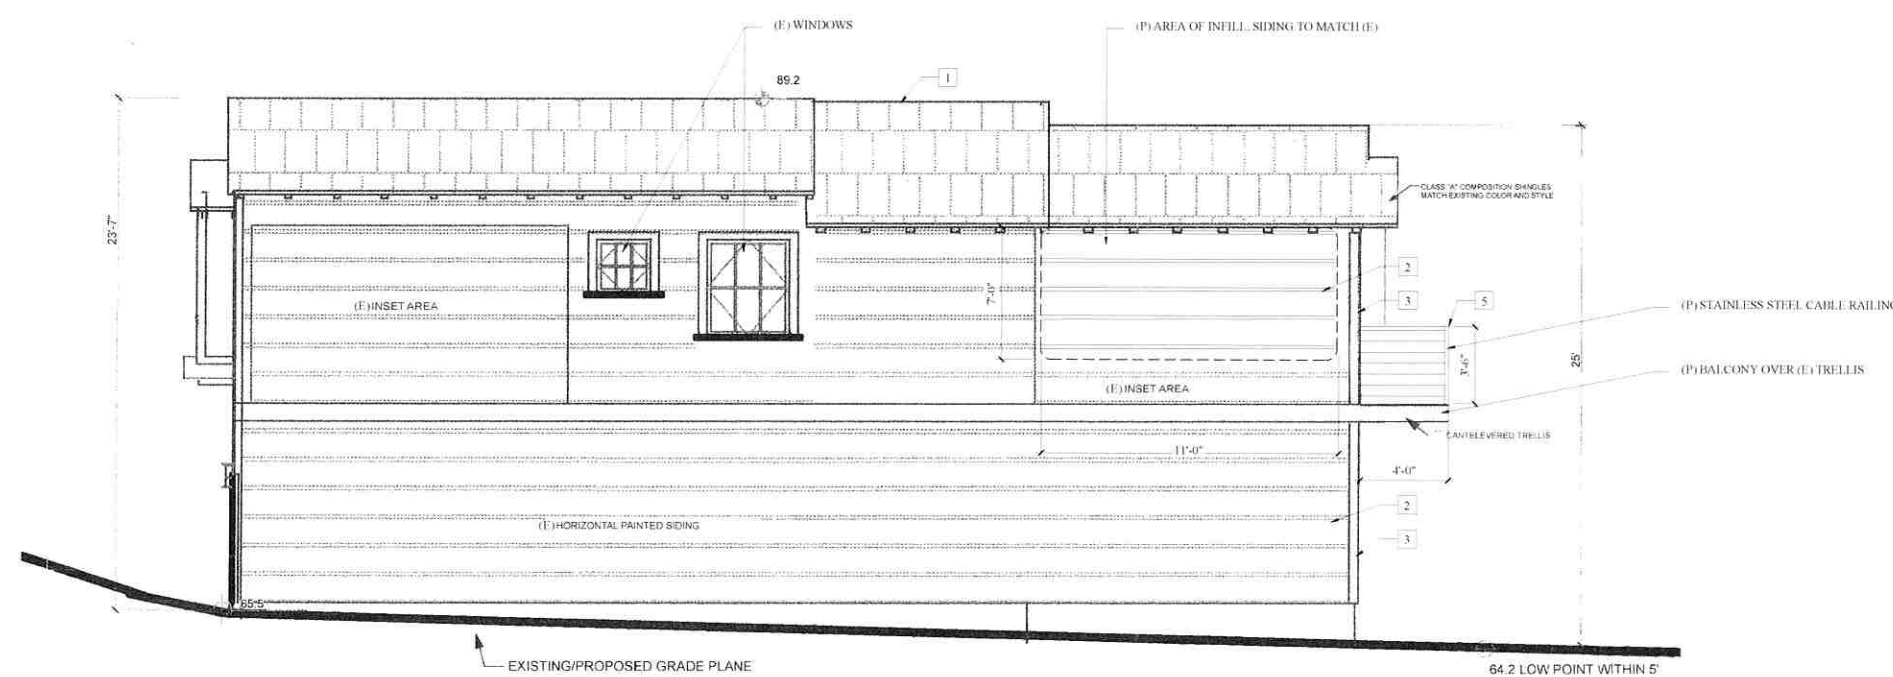 (E) WINDOWS
(P) AREA OF INFILL. SIDING TO MATCH (E)
89.2
1
CLASS "A" COMPOSITION SHINGLES
MATCH EXISTING COLOR AND STYLE
23'-7"
2
(E) INSET AREA
7'-0"
3
5
(P) STAINLESS STEEL CABLE RAILING
25'
3'-6"
(P) BALCONY OVER (E) TRELLIS
(E) INSET AREA
CANTELEVERED TRELLIS
11'-0"
4'-0"
2
(E) HORIZONTAL PAINTED SIDING
3
65.5'
EXISTING/PROPOSED GRADE PLANE
64.2 LOW POINT WITHIN 5'